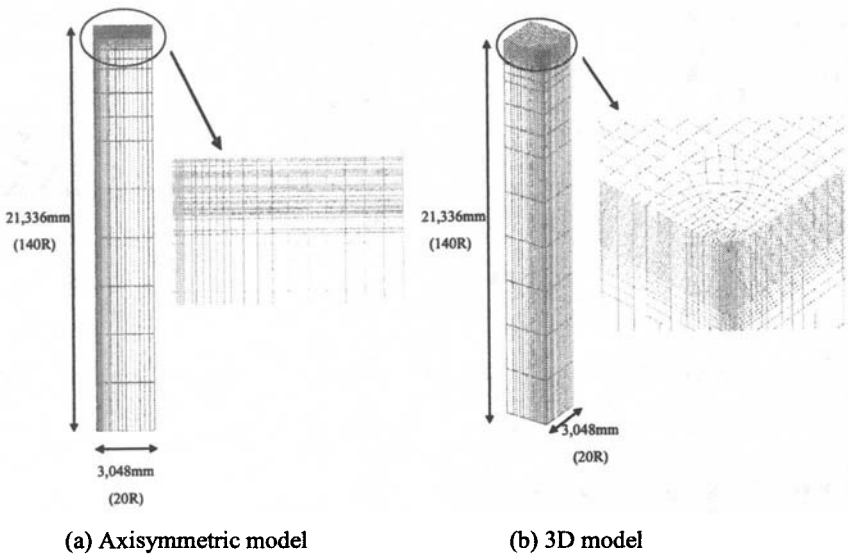 21,336mm
(140R)
3,048mm
(20R)
(a) Axisymmetric model
21,336mm
(140R)
3,048mm
(20R)
(b) 3D model